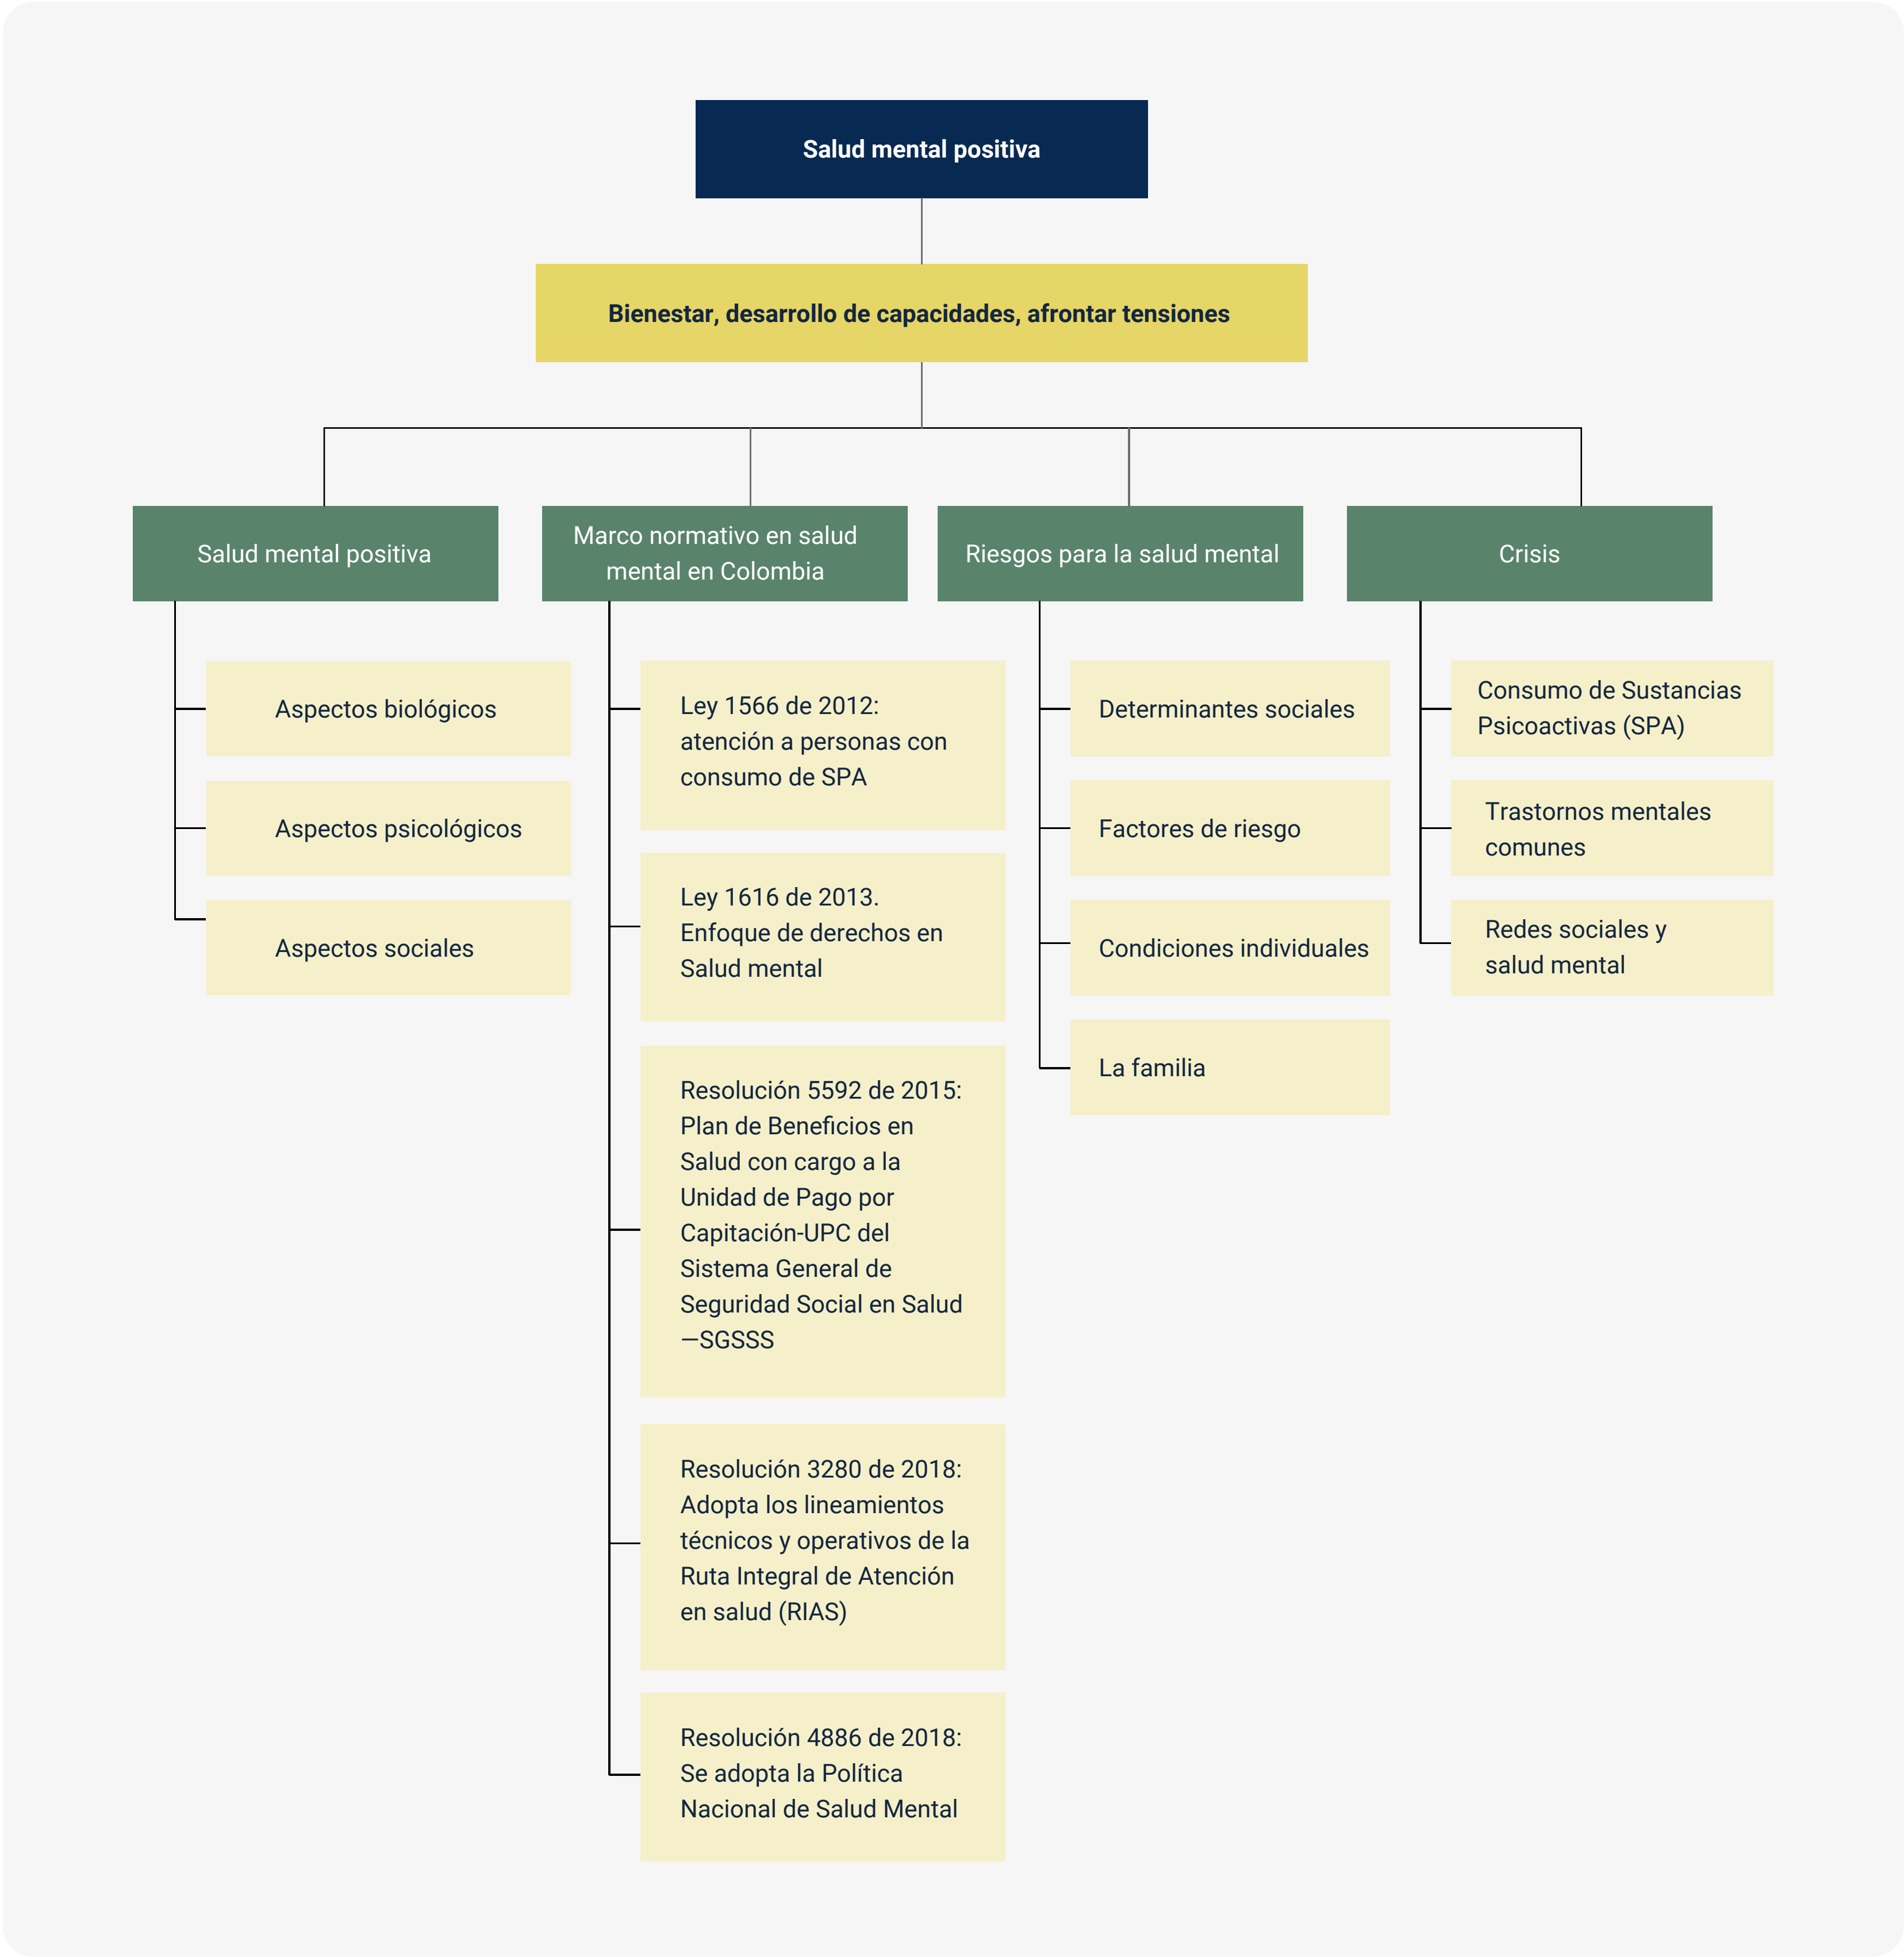 Salud mental positiva
Bienestar, desarrollo de capacidades, afrontar tensiones
Salud mental positiva
Aspectos biológicos
Aspectos psicológicos
Aspectos sociales
Marco normativo en salud
mental en Colombia
Ley 1566 de 2012:
atención a personas con
consumo de SPA
Ley 1616 de 2013.
Enfoque de derechos en
Salud mental
Resolución 5592 de 2015:
Plan de Beneficios en
Salud con cargo a la
Unidad de Pago por
Capitación-UPC del
Sistema General de
Seguridad Social en Salud
—SGSSS
Resolución 3280 de 2018:
Adopta los lineamientos
técnicos y operativos de la
Ruta Integral de Atención
en salud (RIAS)
Resolución 4886 de 2018:
Se adopta la Política
Nacional de Salud Mental
Riesgos para la salud mental
Determinantes sociales
Factores de riesgo
Condiciones individuales
La familia
Crisis
Consumo de Sustancias
Psicoactivas (SPA)
Trastornos mentales
comunes
Redes sociales y
salud mental